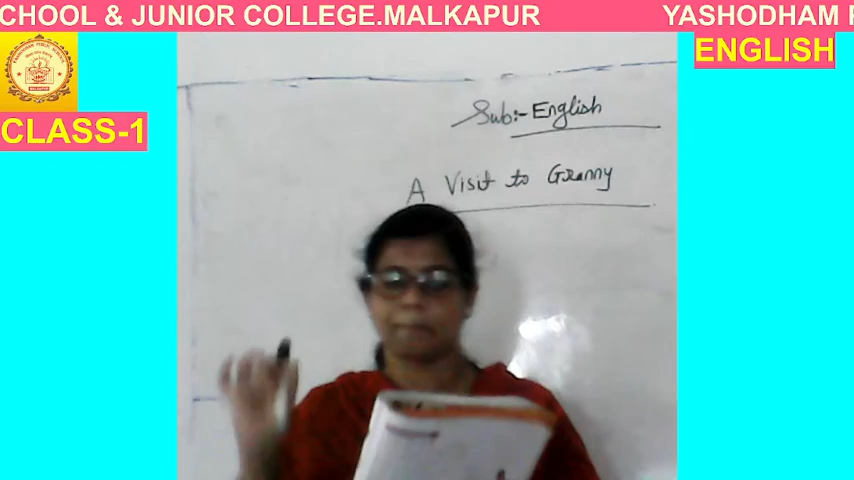 CHOOL & JUNIOR COLLEGE.MALKAPUR YASHODHAM
ENGLISH
CLASS-1
Sub:- English
A Visit to Granny